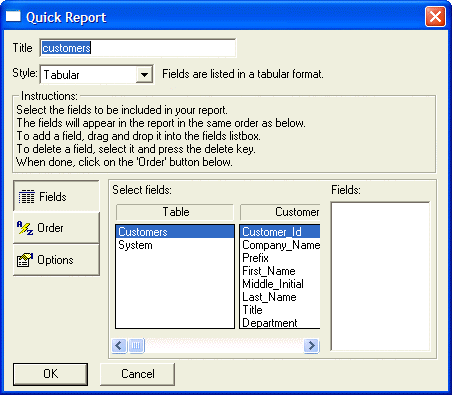 Quick Report
Title customers
Style: Tabular Fields are listed in a tabular format.
Instructions:
Select the fields to be included in your report.
The fields will appear in the report in the same order as below.
To add a field, drag and drop it into the fields listbox.
To delete a field, select it and press the delete key.
When done, click on the 'Order' button below.
Fields
Order
Options
Select fields:
Table
Customers
System
Customer
Customer_Id
Company_Name
Prefix
First_Name
Middle_Initial
Last_Name
Title
Department
Fields:
OK
Cancel